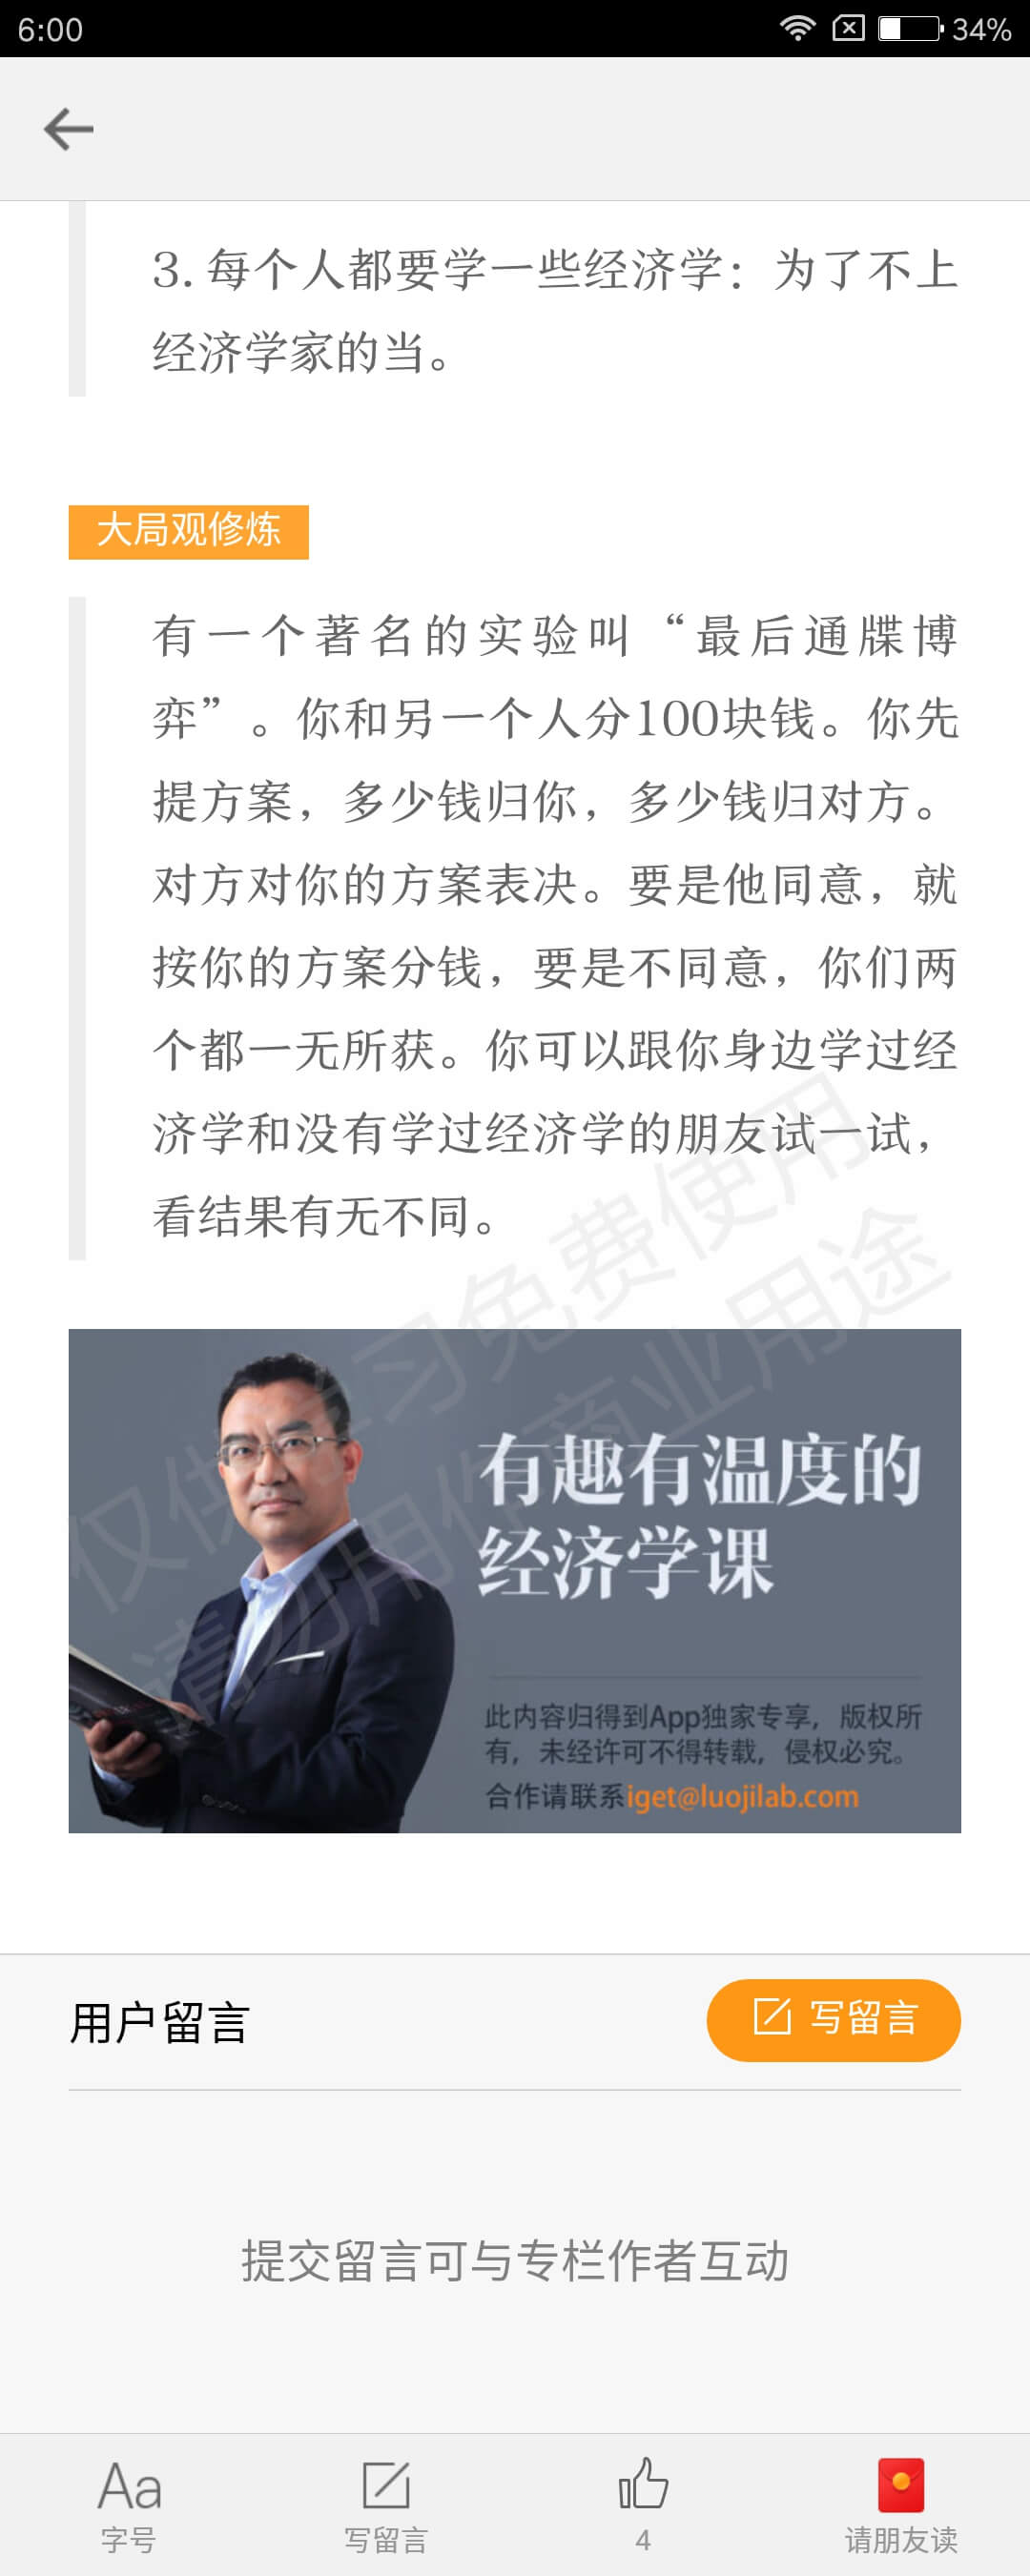 6:00
34%
3. 每个人都要学一些经济学：为了不上
经济学家的当。
大局观修炼
有一个著名的实验叫“最后通牒博
弈”。你和另一个人分100块钱。你先
提方案，多少钱归你，多少钱归对方。
对方对你的方案表决。要是他同意，就
按你的方案分钱，要是不同意，你们两
个都一无所获。你可以跟你身边学过经
济学和没有学过经济学的朋友试一试，
看结果有无不同。
仅供学习免费使用
请勿用作商业用途
有趣有温度的
经济学课
此内容归得到App独家专享，版权所
有，未经许可不得转载，侵权必究。
合作请联系iget@luojilab.com
用户留言
写留言
提交留言可与专栏作者互动
Aa
字号
写留言
4
请朋友读